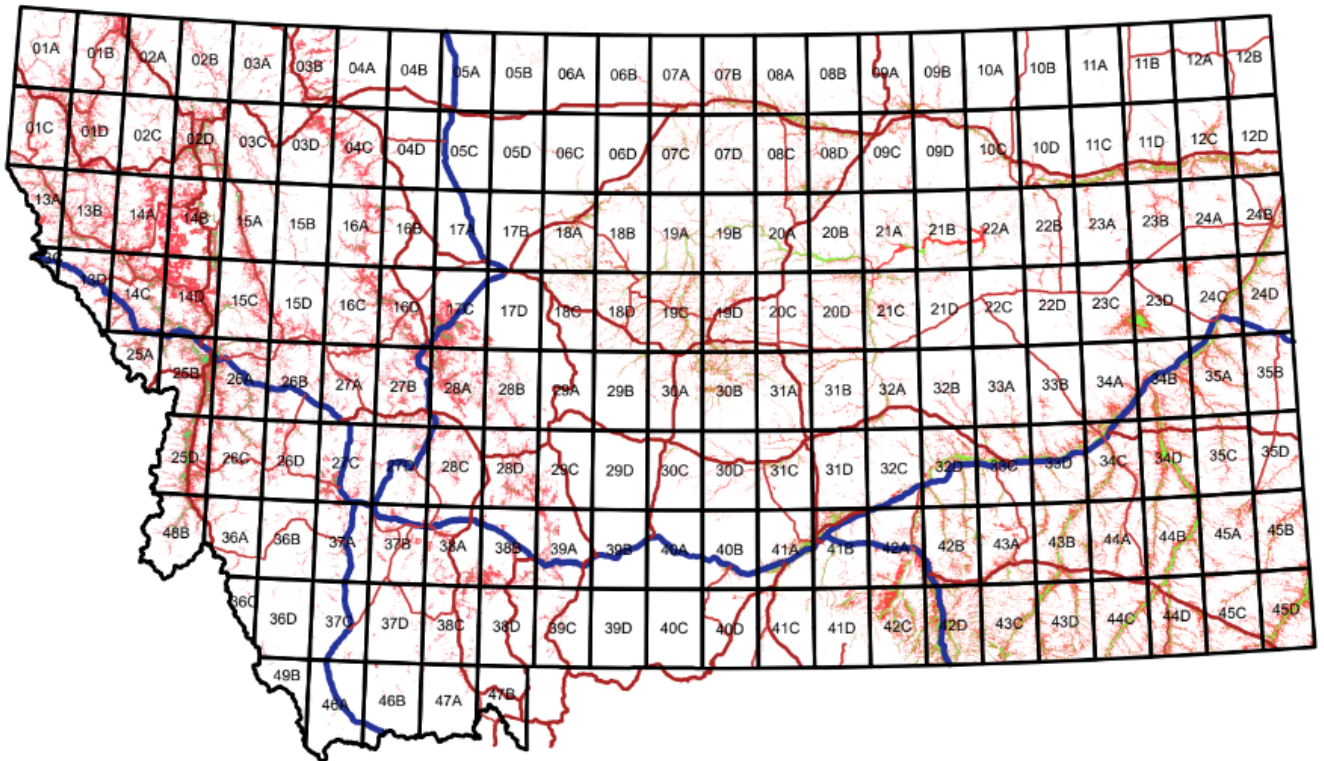 01A 01B 02A 02B 03A 03B 04A 04B 05A 05B 06A 06B 07A 07B 08A 08B 09A 09B 10A 10B 11A 11B 12A 12B
01C 01D 02C 02D 03C 03D 04C 04D 05C 05D 06C 06D 07C 07D 08C 08D 09C 09D 10C 10D 11C 11D 12C 12D
13A 13B 14A 14B 15A 15B 16A 16B 17A 17B 18A 18B 19A 19B 20A 20B 21A 21B 22A 22B 23A 23B 24A 24B
13D 14C 14D 15C 15D 16C 16D 17C 17D 18C 18D 19C 19D 20C 20D 21C 21D 22C 22D 23C 23D 24C 24D
25A 25B 26A 26B 27A 27B 28A 28B 29A 29B 30A 30B 31A 31B 32A 32B 33A 33B 34A 34B 35A 35B
25D 26C 26D 27C 27D 28C 28D 29C 29D 30C 30D 31C 31D 32C 32D 33C 33D 34C 34D 35C 35D
48B 36A 36B 37A 37B 38A 38B 39A 39B 40A 40B 41A 41B 42A 42B 43A 43B 44A 44B 45A 45B
36C 36D 37C 37D 38C 38D 39C 39D 40C 40D 41C 41D 42C 42D 43C 43D 44C 44D 45C 45D
49B 46A 46B 47A 47B